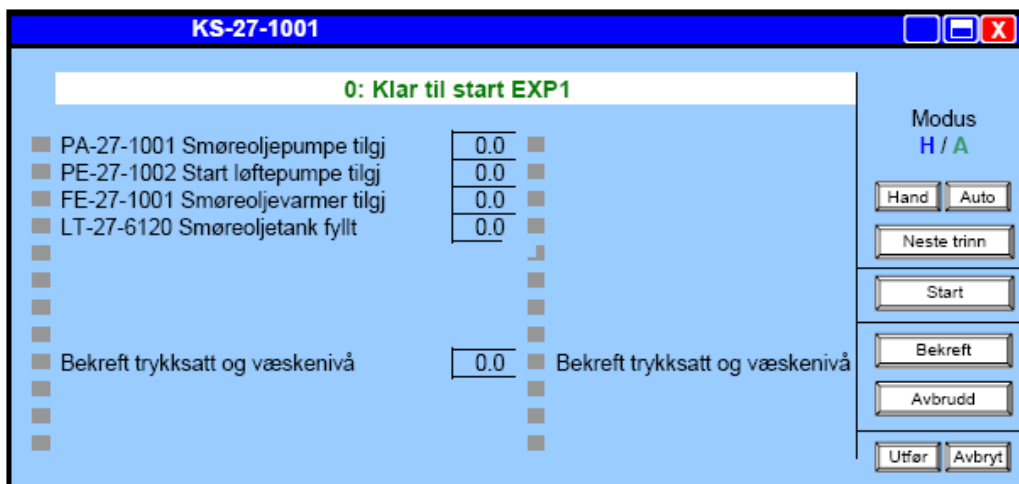 KS-27-1001
X
0: Klar til start EXP1
PA-27-1001 Smøreoljepumpe tilgj 0.0
PE-27-1002 Start løftepumpe tilgj 0.0
FE-27-1001 Smøreoljevarmer tilgj 0.0
LT-27-6120 Smøreoljetank fyllt 0.0
Bekreft trykksatt og væskenivå 0.0 Bekreft trykksatt og væskenivå
Modus
H / A
Hand Auto
Neste trinn
Start
Bekreft
Avbrudd
Utfør Avbryt